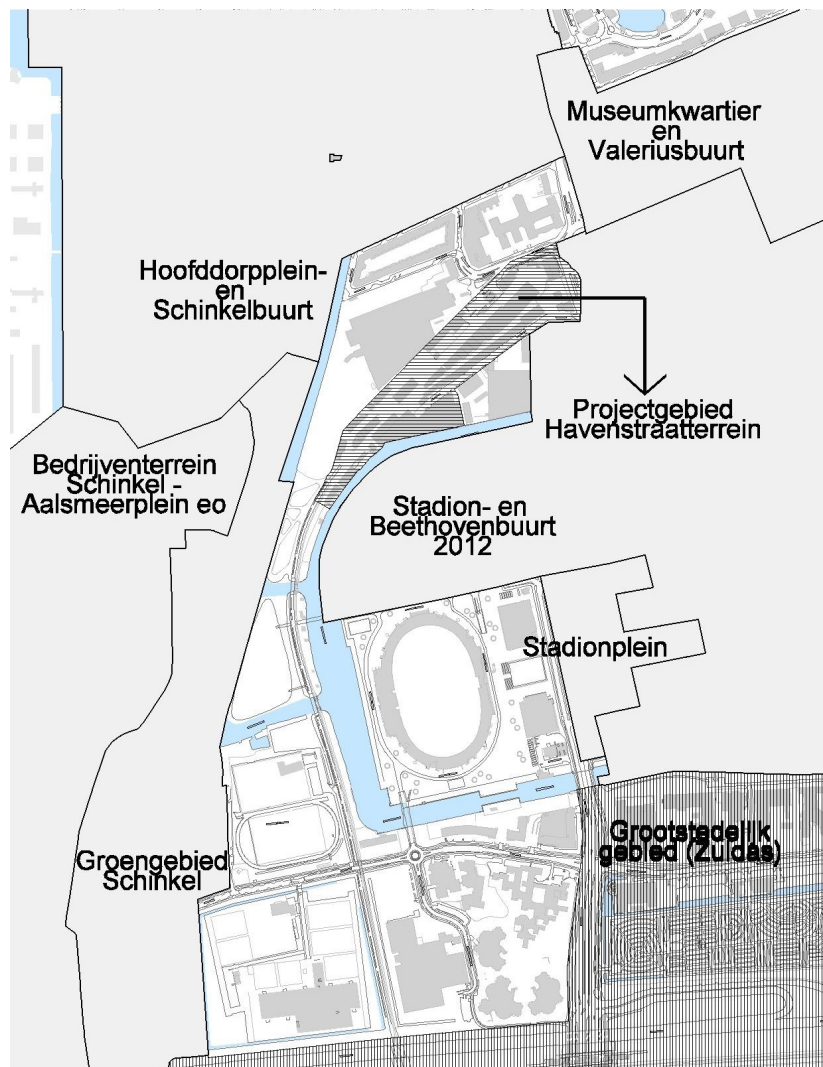 Museumkwartier
en
Valeriusbuurt
Hoofddorpplein-
en
Schinkelbuurt
Projectgebied
Havenstraatterrein
Bedrijventerrein
Schinkel -
Aalsmeerplein eo
Stadion- en
Beethovenbuurt
2012
Stadionplein
Grootstedelijk
gebied (Zuidas)
Groengebied
Schinkel